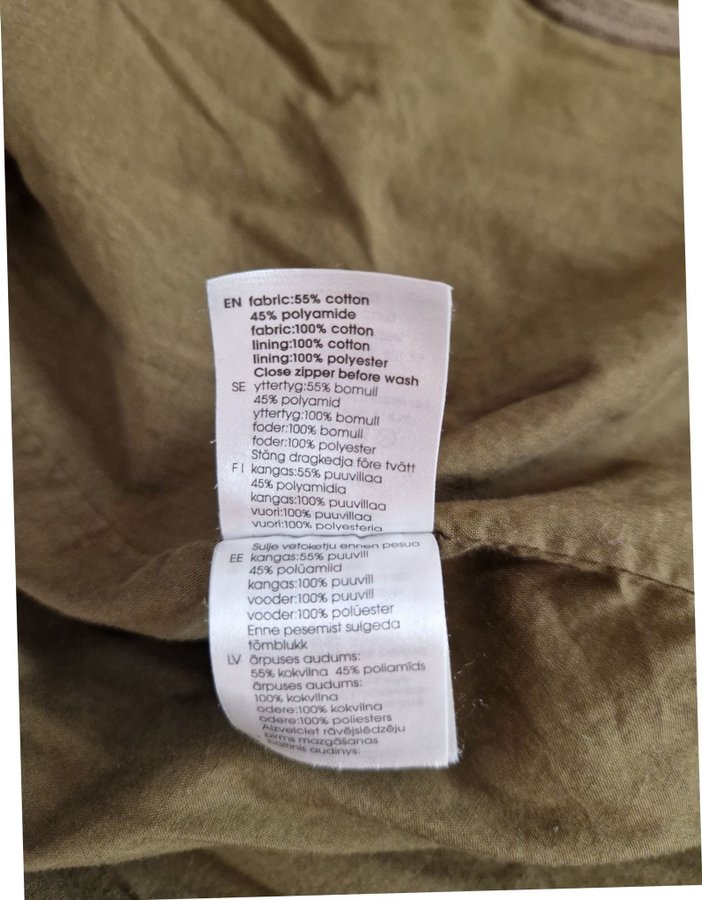 EN fabric:55% cotton
45% polyamide
fabric:100% cotton
lining:100% cotton
lining:100% polyester
Close zipper before wash
SE yttertyg:55% bomull
45% polyamid
yttertyg:100% bomull
foder:100% bomull
foder:100% polyester
Stäng dragkedja före tvätt
FI kangas:55% puuvillaa
45% polyamidia
kangas:100% puuvillaa
vuori:100% puuvillaa
vuori:100% polyesteria
Sulje vetoketju ennen pesua
EE kangas:55% puuvill
45% polüamiid
kangas:100% puuvill
vooder:100% puuvill
vooder:100% polüester
Enne pesemist sulgeda
tõmblukk
LV ārpuses audums:
55% kokvilna 45% poliamīds
ārpuses audums:
100% kokvilna
odere:100% kokvilna
odere:100% poliesters
Aizvelciet rāvējslēdzēju
pirms mazgāšanas
audinys: